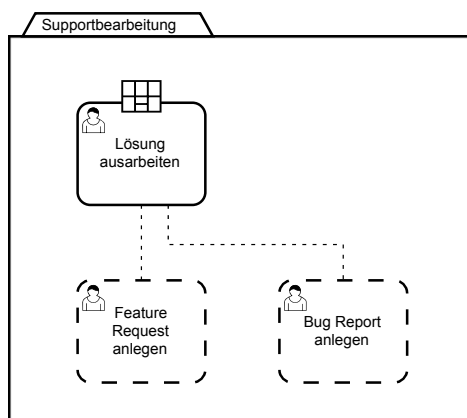 Supportbearbeitung
Lösung
ausarbeiten
Feature
Request
anlegen
Bug Report
anlegen